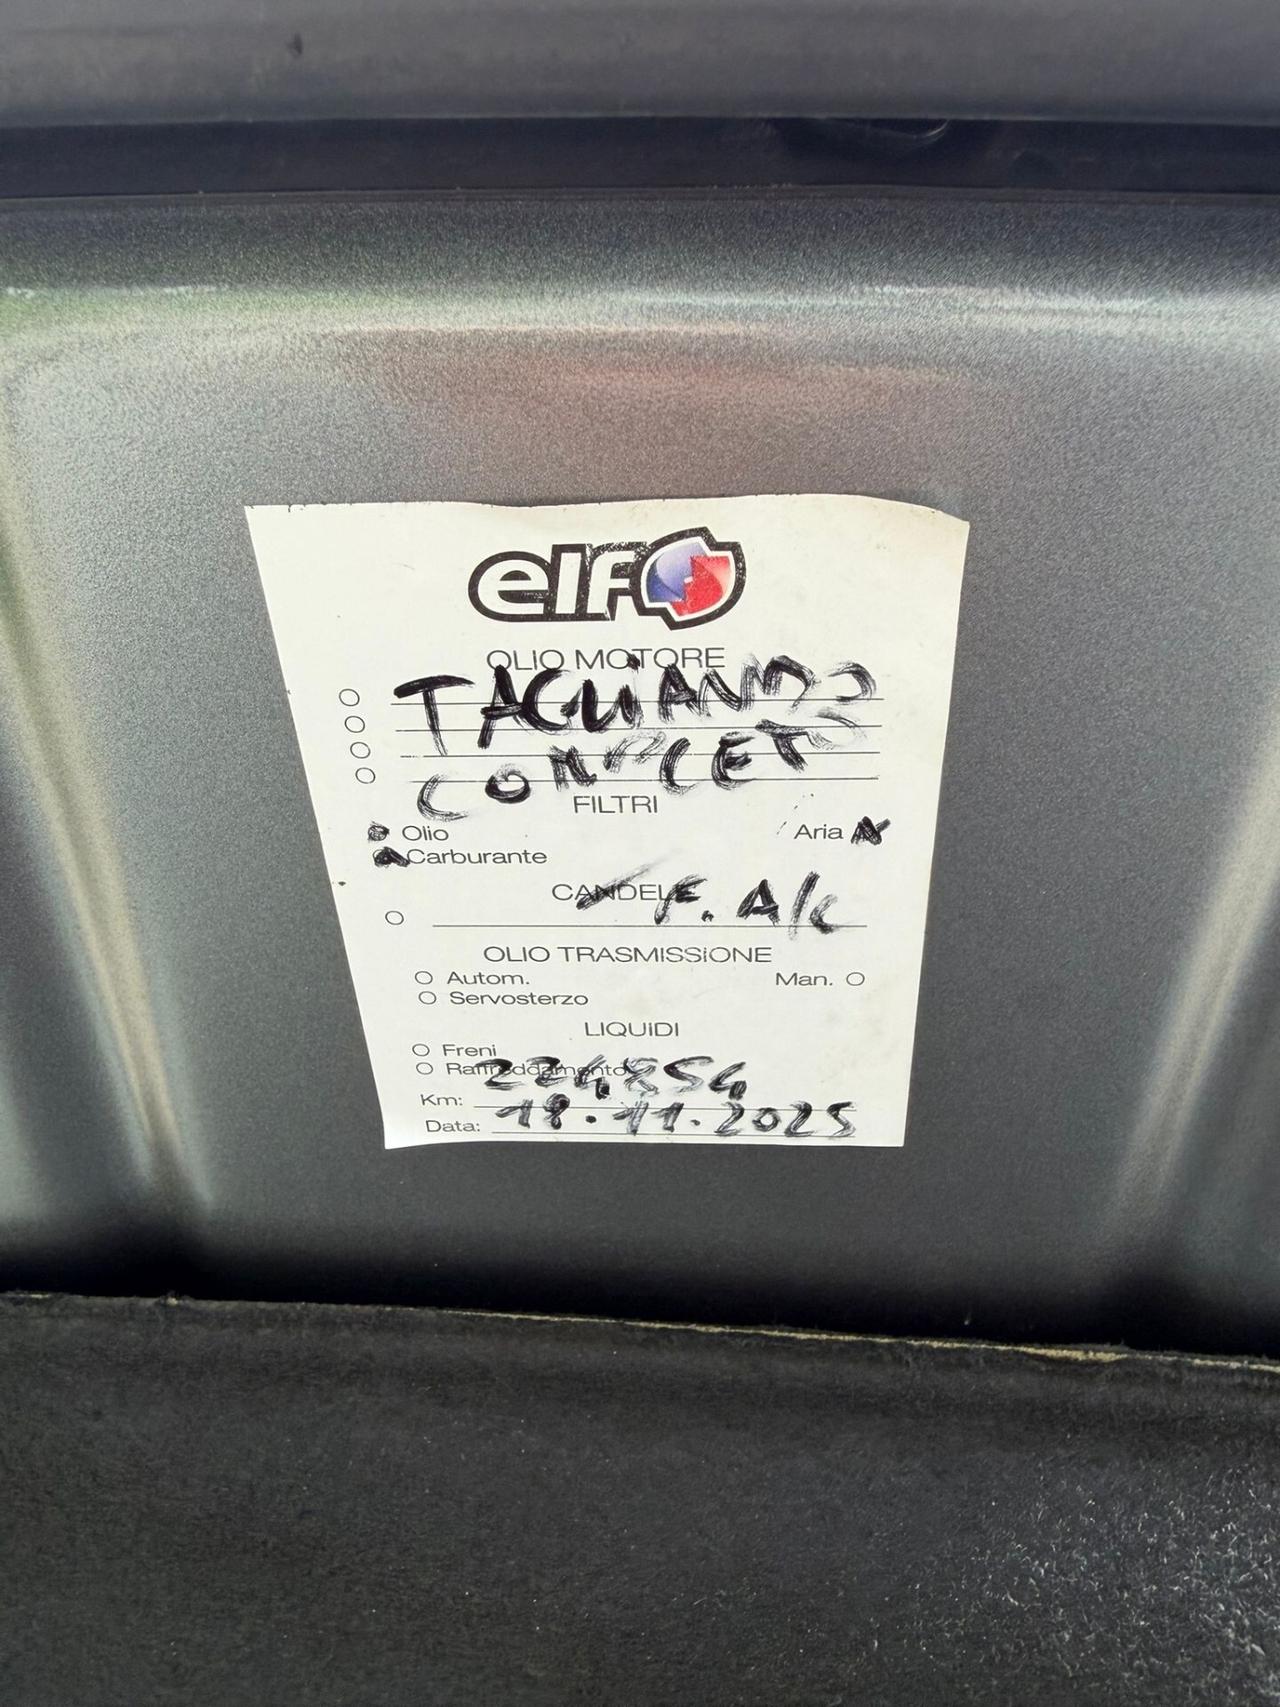 elf
OLIO MOTORE
TAGLIANDO
COMPLETO
FILTRI
Olio Aria
Carburante
CANDELE
F. A/C
OLIO TRASMISSIONE
Autom. Man.
Servosterzo
LIQUIDI
Freni
Raffreddamento
Km: 224854
Data: 18.11.2025